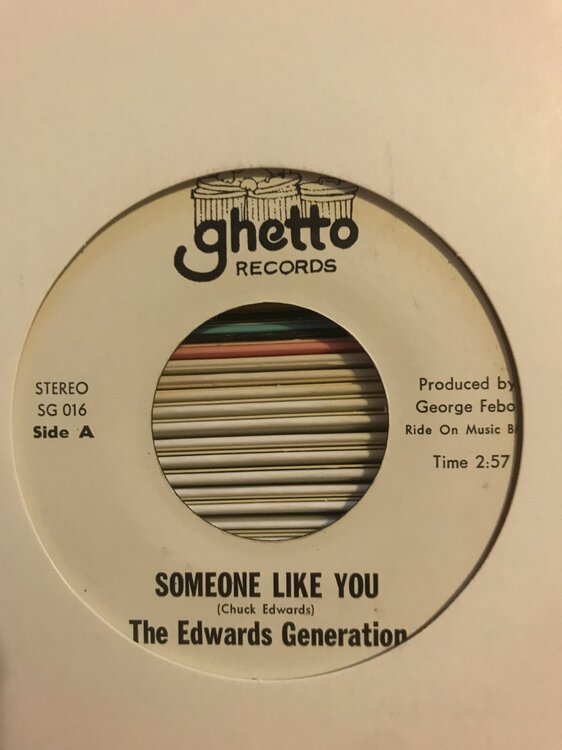 ghetto
RECORDS
STEREO
SG 016
Side A
Produced by
George Febo
Ride On Music
Time 2:57
SOMEONE LIKE YOU
(Chuck Edwards)
The Edwards Generation